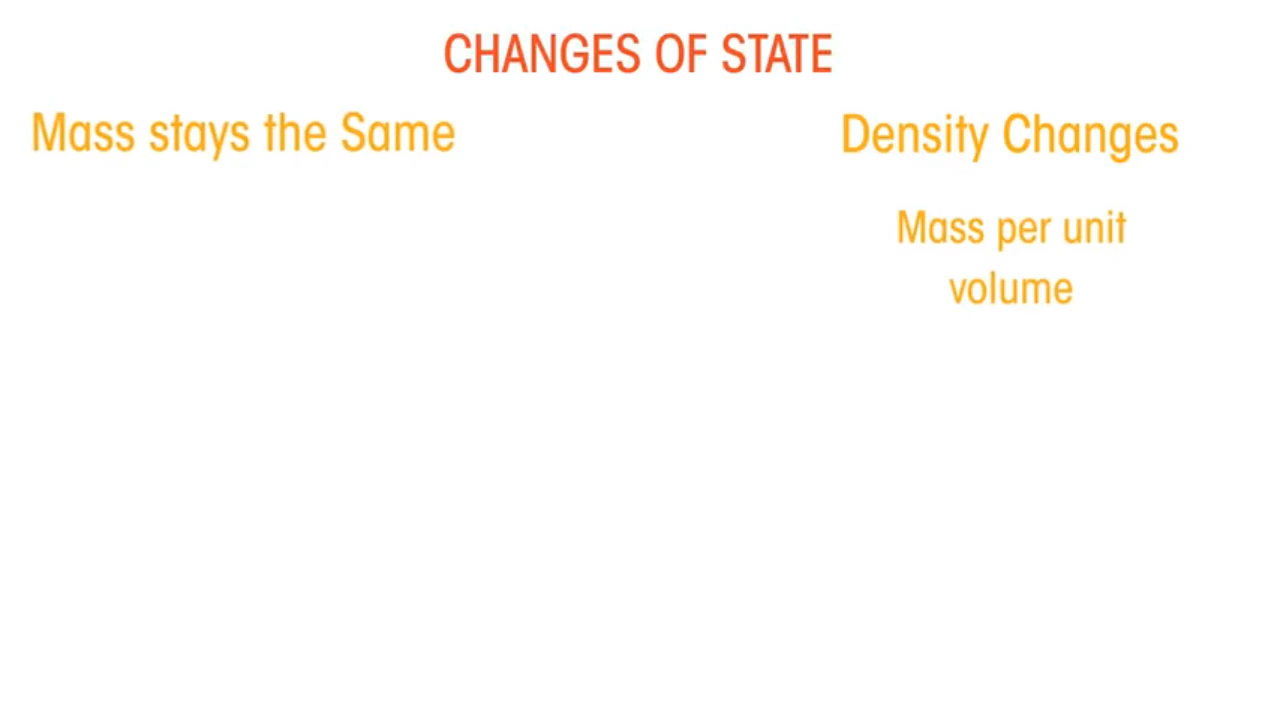 CHANGES OF STATE
Mass stays the Same
Density Changes
Mass per unit
volume